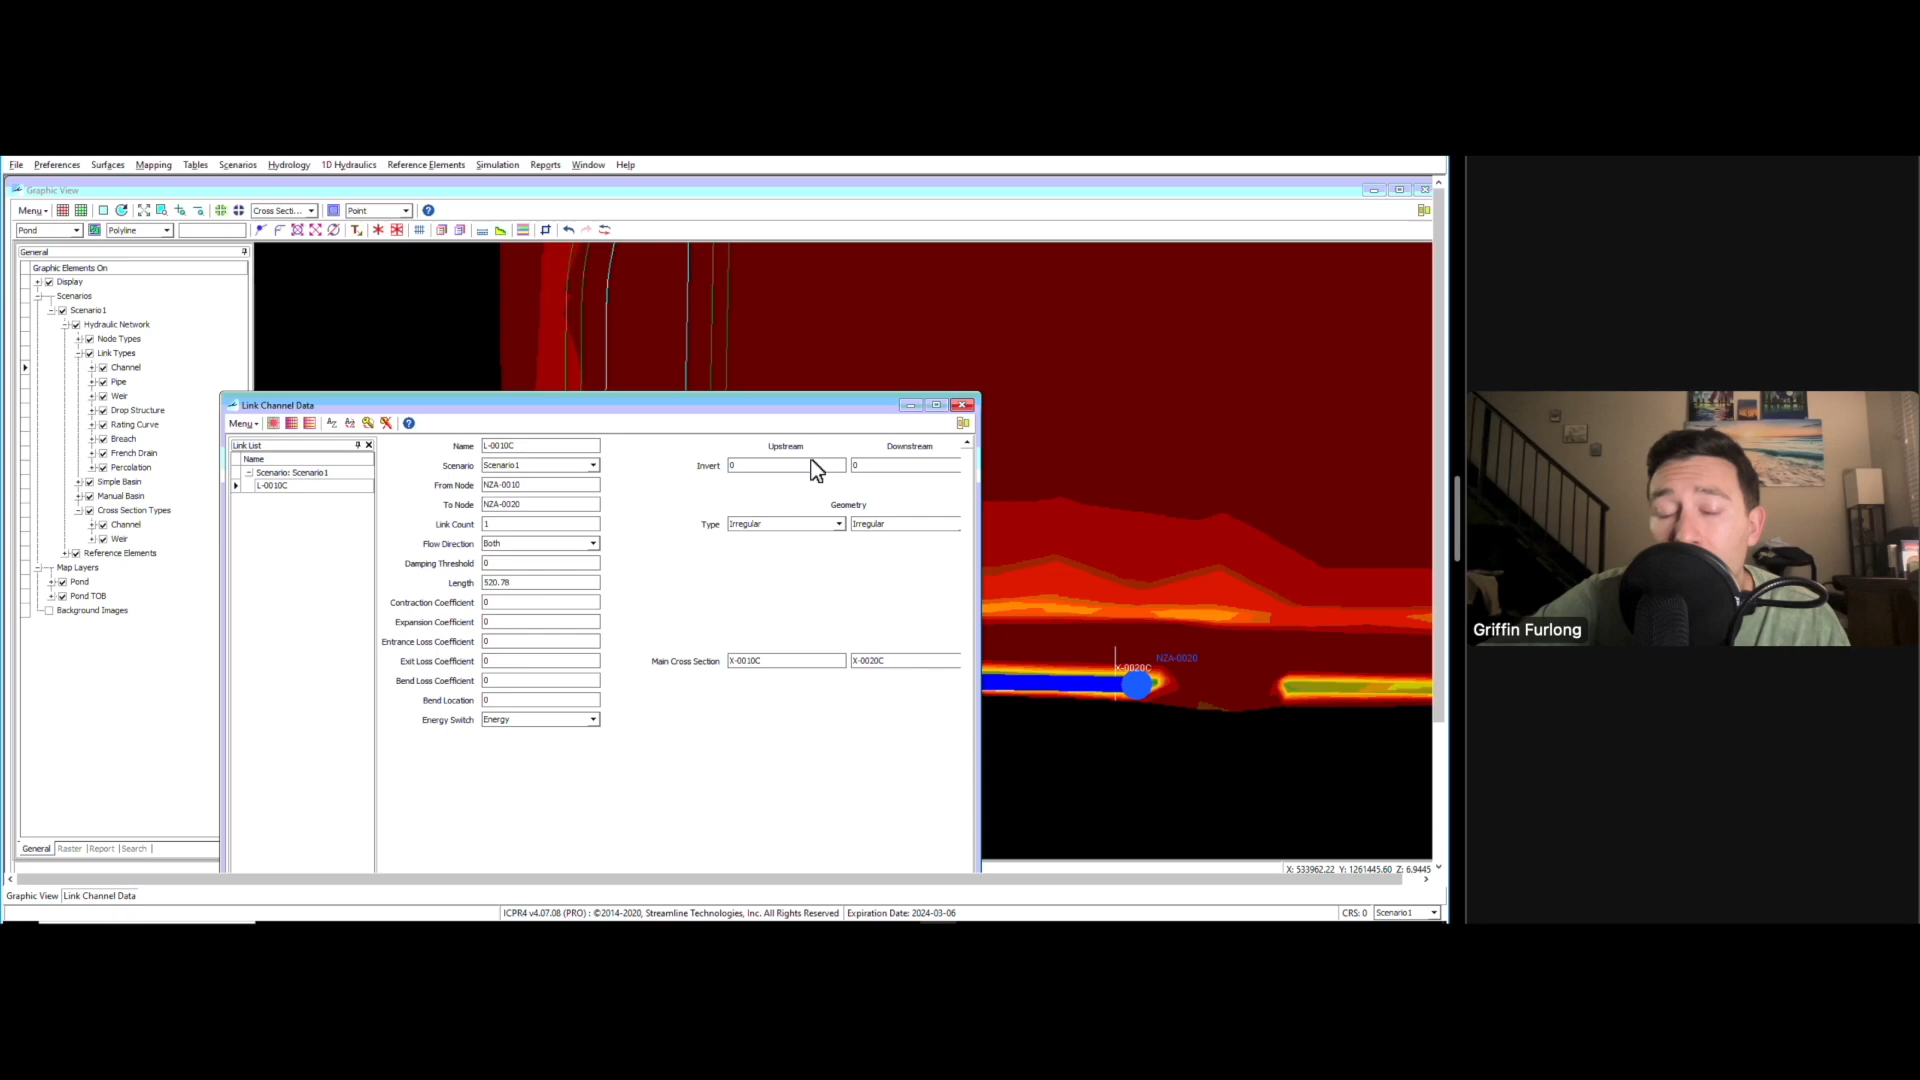 File Preferences Surfaces Mapping Tables Scenarios Hydrology 1D Hydraulics Reference Elements Simulation Reports Window Help
Graphic View
Menu Cross Secti... Point
Pond Polyline
General
Graphic Elements On
Display
Scenarios
Scenario1
Hydraulic Network
Node Types
Link Types
Channel
Pipe
Weir
Drop Structure
Rating Curve
Breach
French Drain
Percolation
Simple Basin
Manual Basin
Cross Section Types
Channel
Weir
Reference Elements
Map Layers
Pond
Pond TOB
Background Images
General Raster Report Search
Link Channel Data
Menu
Link List
Name
Scenario: Scenario1
L-0010C
Name L-0010C
Scenario Scenario1
From Node NZA-0010
To Node NZA-0020
Link Count 1
Flow Direction Both
Damping Threshold 0
Length 520.78
Contraction Coefficient 0
Expansion Coefficient 0
Entrance Loss Coefficient 0
Exit Loss Coefficient 0
Bend Loss Coefficient 0
Bend Location 0
Energy Switch Energy
Upstream Downstream
Invert 0 0
Geometry
Type Irregular Irregular
Main Cross Section X-0010C X-0020C
NZA-0020
X-0020C
X: 533962.22 Y: 1261445.60 Z: 6.9445
Graphic View Link Channel Data
ICPR4 v4.07.08 (PRO) : ©2014-2020, Streamline Technologies, Inc. All Rights Reserved Expiration Date: 2024-03-06 CRS: 0 Scenario1
Griffin Furlong